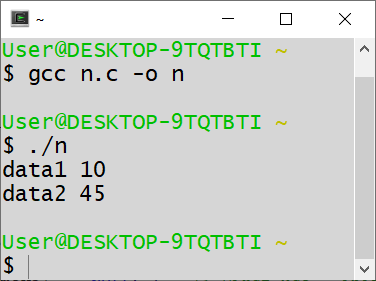 ~
User@DESKTOP-9TQTBTI ~
$ gcc n.c -o n
User@DESKTOP-9TQTBTI ~
$ ./n
data1 10
data2 45
User@DESKTOP-9TQTBTI ~
$